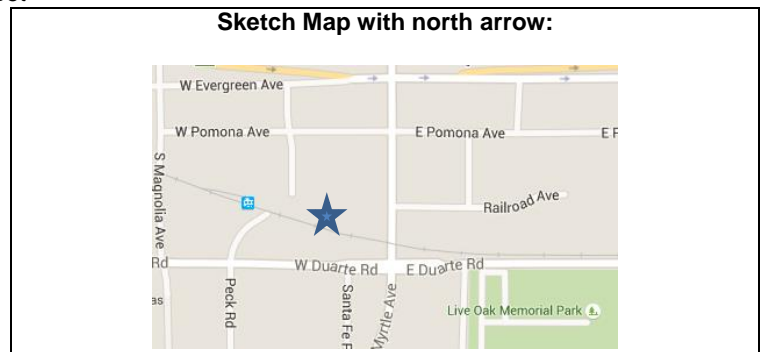 Sketch Map with north arrow:
W Evergreen Ave
W Pomona Ave
E Pomona Ave
S Magnolia Ave
Railroad Ave
Rd
W Duarte Rd
E Duarte Rd
Peck Rd
Santa Fe
Myrtle Ave
Live Oak Memorial Park